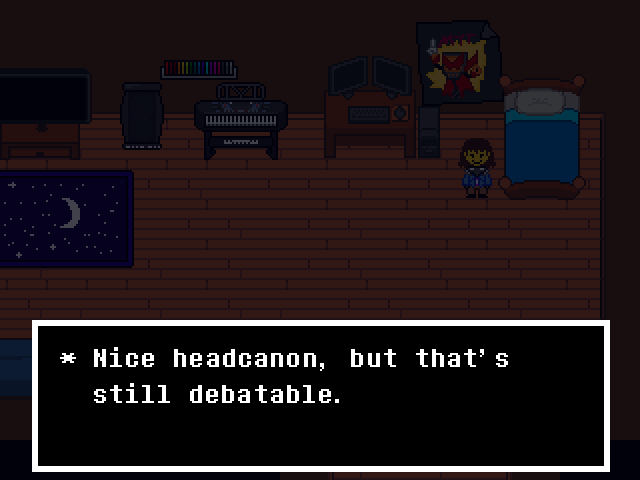 * Nice headcanon, but that's
still debatable.